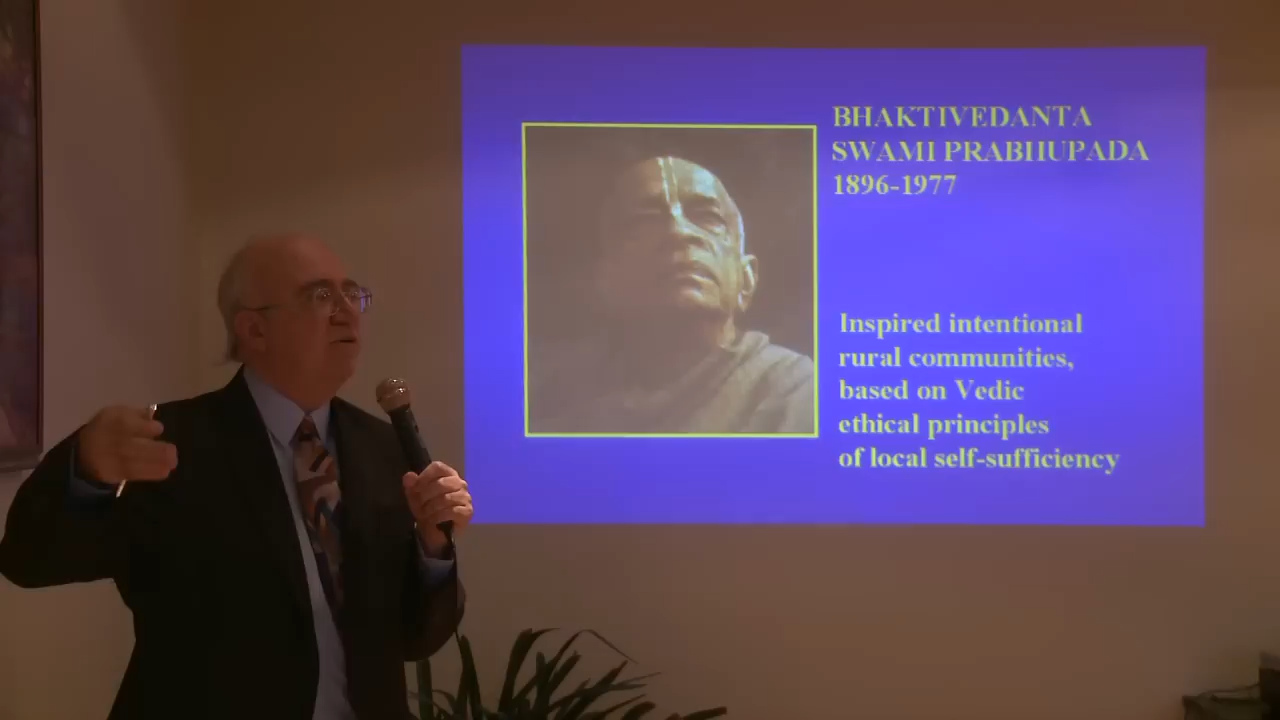 BHAKTIVEDANTA
SWAMI PRABHUPADA
1896-1977
Inspired intentional
rural communities,
based on Vedic
ethical principles
of local self-sufficiency